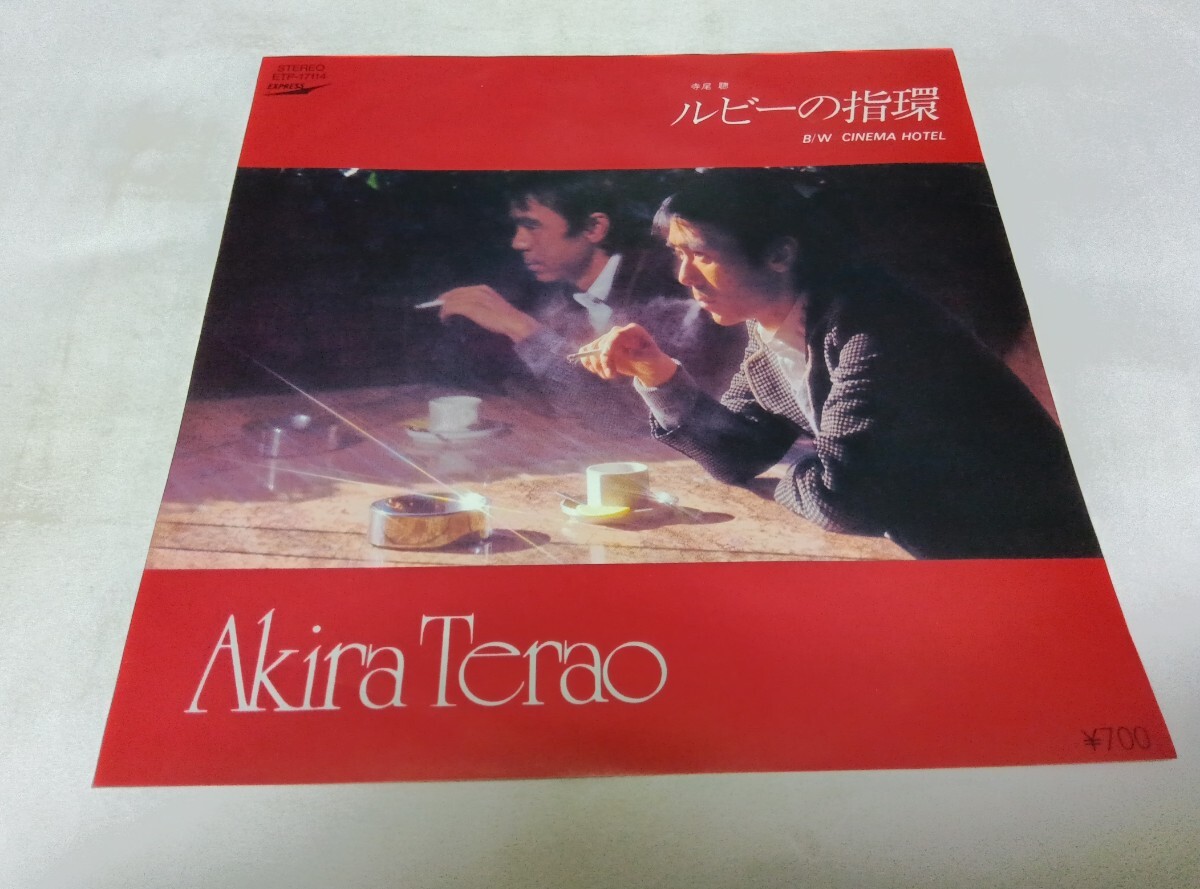 STEREO
ETP-17114
EXPRESS
寺尾 聰
ルビーの指環
B/W CINEMA HOTEL
Akira Terao
¥700